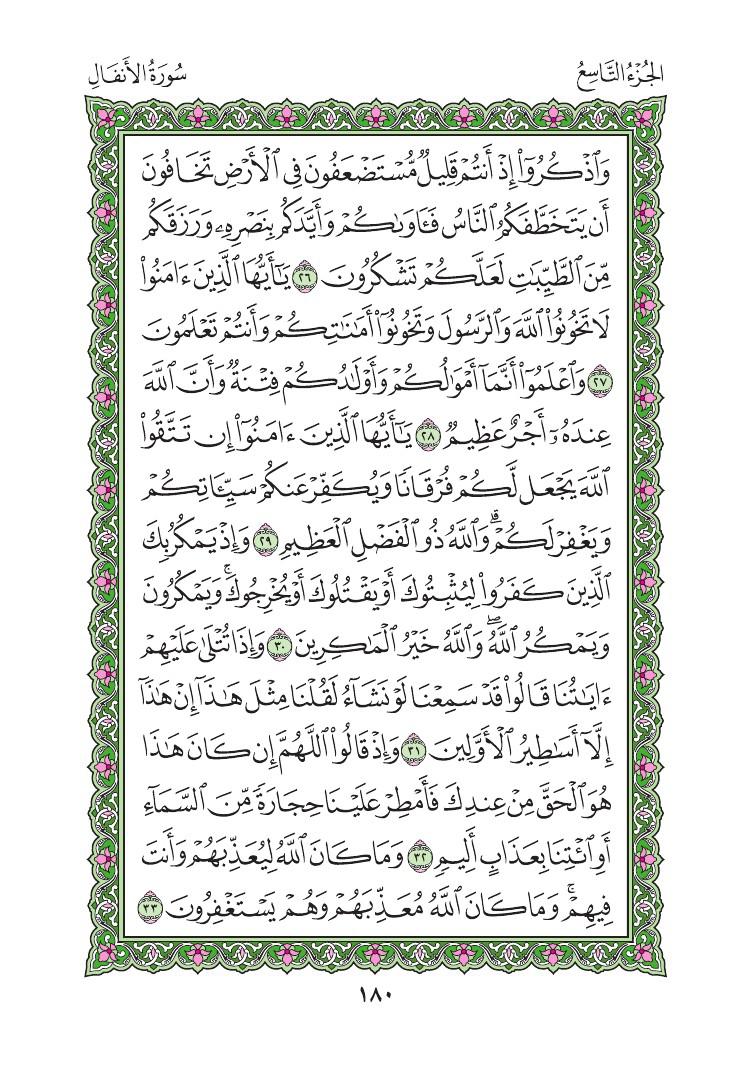 الجُزْءُ التَّاسِعُ
سُورَةُ الأَنفَالِ
وَٱذۡكُرُوٓاْ إِذۡ أَنتُمۡ قَلِيلٞ مُّسۡتَضۡعَفُونَ فِي ٱلۡأَرۡضِ تَخَافُونَ
أَن يَتَخَطَّفَكُمُ ٱلنَّاسُ فَـَٔاوَىٰكُمۡ وَأَيَّدَكُم بِنَصۡرِهِۦ وَرَزَقَكُم
مِّنَ ٱلطَّيِّبَٰتِ لَعَلَّكُمۡ تَشۡكُرُونَ ٢٦ يَٰٓأَيُّهَا ٱلَّذِينَ ءَامَنُواْ
لَا تَخُونُواْ ٱللَّهَ وَٱلرَّسُولَ وَتَخُونُوٓاْ أَمَٰنَٰتِكُمۡ وَأَنتُمۡ تَعۡلَمُونَ
٢٧ وَٱعۡلَمُوٓاْ أَنَّمَآ أَمۡوَٰلُكُمۡ وَأَوۡلَٰدُكُمۡ فِتۡنَةٞ وَأَنَّ ٱللَّهَ
عِندَهُۥٓ أَجۡرٌ عَظِيمٞ ٢٨ يَٰٓأَيُّهَا ٱلَّذِينَ ءَامَنُوٓاْ إِن تَتَّقُواْ
ٱللَّهَ يَجۡعَل لَّكُمۡ فُرۡقَانٗا وَيُكَفِّرۡ عَنكُمۡ سَيِّـَٔاتِكُمۡ
وَيَغۡفِرۡ لَكُمۡۗ وَٱللَّهُ ذُو ٱلۡفَضۡلِ ٱلۡعَظِيمِ ٢٩ وَإِذۡ يَمۡكُرُ بِكَ
ٱلَّذِينَ كَفَرُواْ لِيُثۡبِتُوكَ أَوۡ يَقۡتُلُوكَ أَوۡ يُخۡرِجُوكَۚ وَيَمۡكُرُونَ
وَيَمۡكُرُ ٱللَّهُۖ وَٱللَّهُ خَيۡرُ ٱلۡمَٰكِرِينَ ٣٠ وَإِذَا تُتۡلَىٰ عَلَيۡهِمۡ
ءَايَٰتُنَا قَالُواْ قَدۡ سَمِعۡنَا لَوۡ نَشَآءُ لَقُلۡنَا مِثۡلَ هَٰذَآ إِنۡ هَٰذَآ
إِلَّآ أَسَٰطِيرُ ٱلۡأَوَّلِينَ ٣١ وَإِذۡ قَالُواْ ٱللَّهُمَّ إِن كَانَ هَٰذَا
هُوَ ٱلۡحَقَّ مِنۡ عِندِكَ فَأَمۡطِرۡ عَلَيۡنَا حِجَارَةٗ مِّنَ ٱلسَّمَآءِ
أَوِ ٱئۡتِنَا بِعَذَابٍ أَلِيمٖ ٣٢ وَمَا كَانَ ٱللَّهُ لِيُعَذِّبَهُمۡ وَأَنتَ
فِيهِمۡۚ وَمَا كَانَ ٱللَّهُ مُعَذِّبَهُمۡ وَهُمۡ يَسۡتَغۡفِرُونَ ٣٣
١٨٠